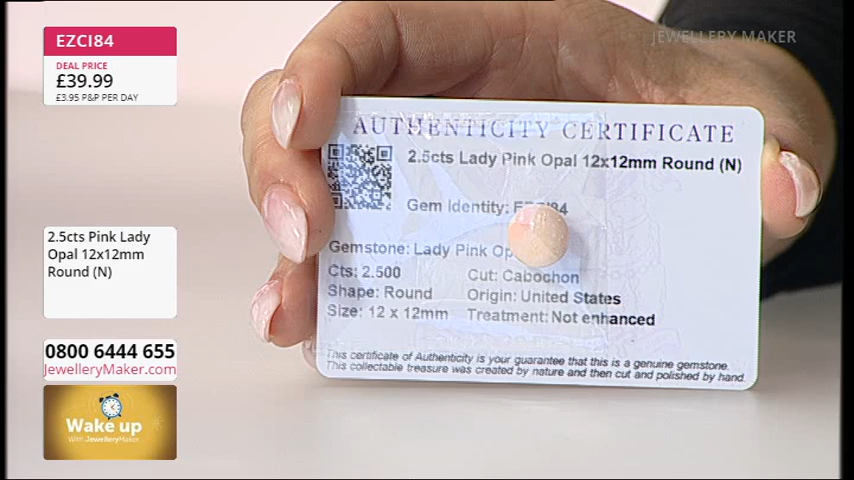 EZCI84
DEAL PRICE
£39.99
£3.95 P&P PER DAY
JEWELLERY MAKER
AUTHENTICITY CERTIFICATE
2.5cts Lady Pink Opal 12x12mm Round (N)
Gem Identity: EZCI84
Gemstone: Lady Pink Op
Cts: 2.500
Cut: Cabochon
Shape: Round
Origin: United States
Size: 12 x 12mm
Treatment: Not enhanced
This certificate of Authenticity is your guarantee that this is a genuine gemstone.
This collectable treasure was created by nature and then cut and polished by hand.
2.5cts Pink Lady
Opal 12x12mm
Round (N)
0800 6444 655
JewelleryMaker.com
Wake up
With JewelleryMaker